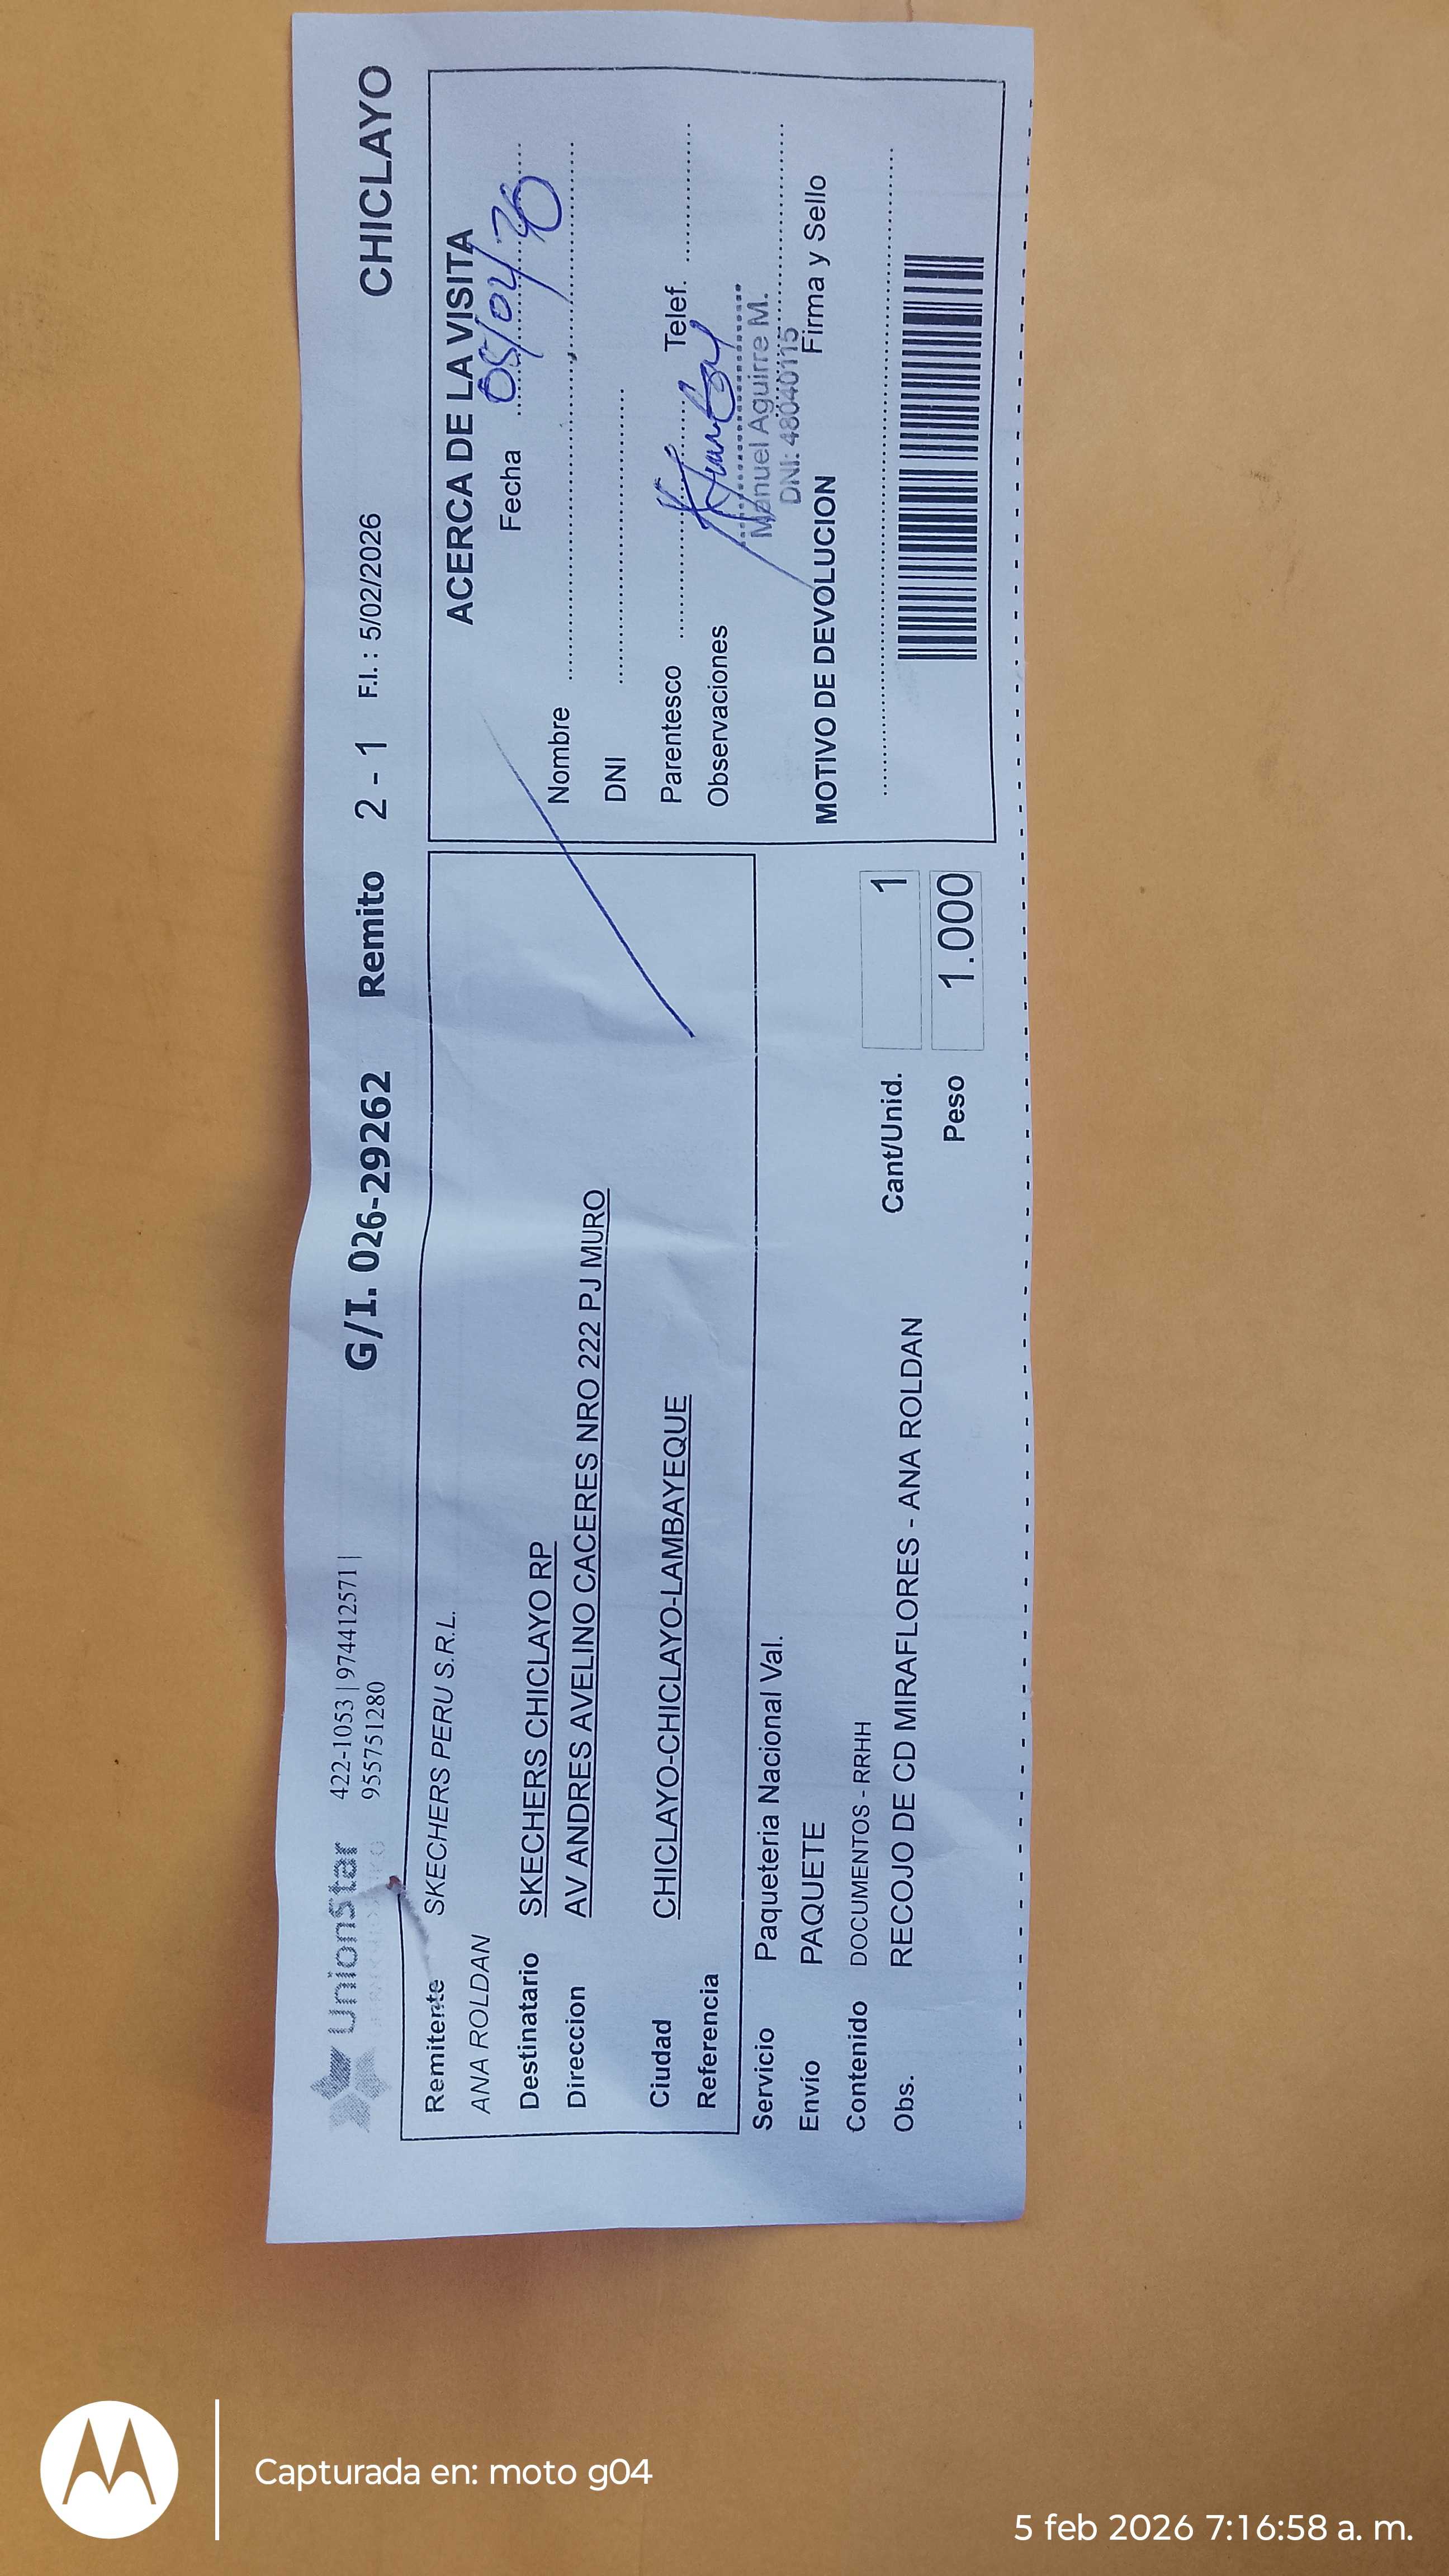 UnionStar
422-1053 | 974412571 |
955751280
G/I. 026-29262 Remito 2 - 1 F.I. : 5/02/2026 CHICLAYO
Remitente SKECHERS PERU S.R.L.
ANA ROLDAN
Destinatario SKECHERS CHICLAYO RP
Direccion AV ANDRES AVELINO CACERES NRO 222 PJ MURO
Ciudad CHICLAYO-CHICLAYO-LAMBAYEQUE
Referencia
Servicio Paqueteria Nacional Val.
Envío PAQUETE
Contenido DOCUMENTOS - RRHH
Obs. RECOJO DE CD MIRAFLORES - ANA ROLDAN
Cant/Unid. 1
Peso 1.000
ACERCA DE LA VISITA
Fecha 05/02/26
Nombre
DNI
Parentesco Telef.
Observaciones
Manuel Aguirre M.
DNI: 48040115
Firma y Sello
MOTIVO DE DEVOLUCION
Capturada en: moto g04
5 feb 2026 7:16:58 a. m.